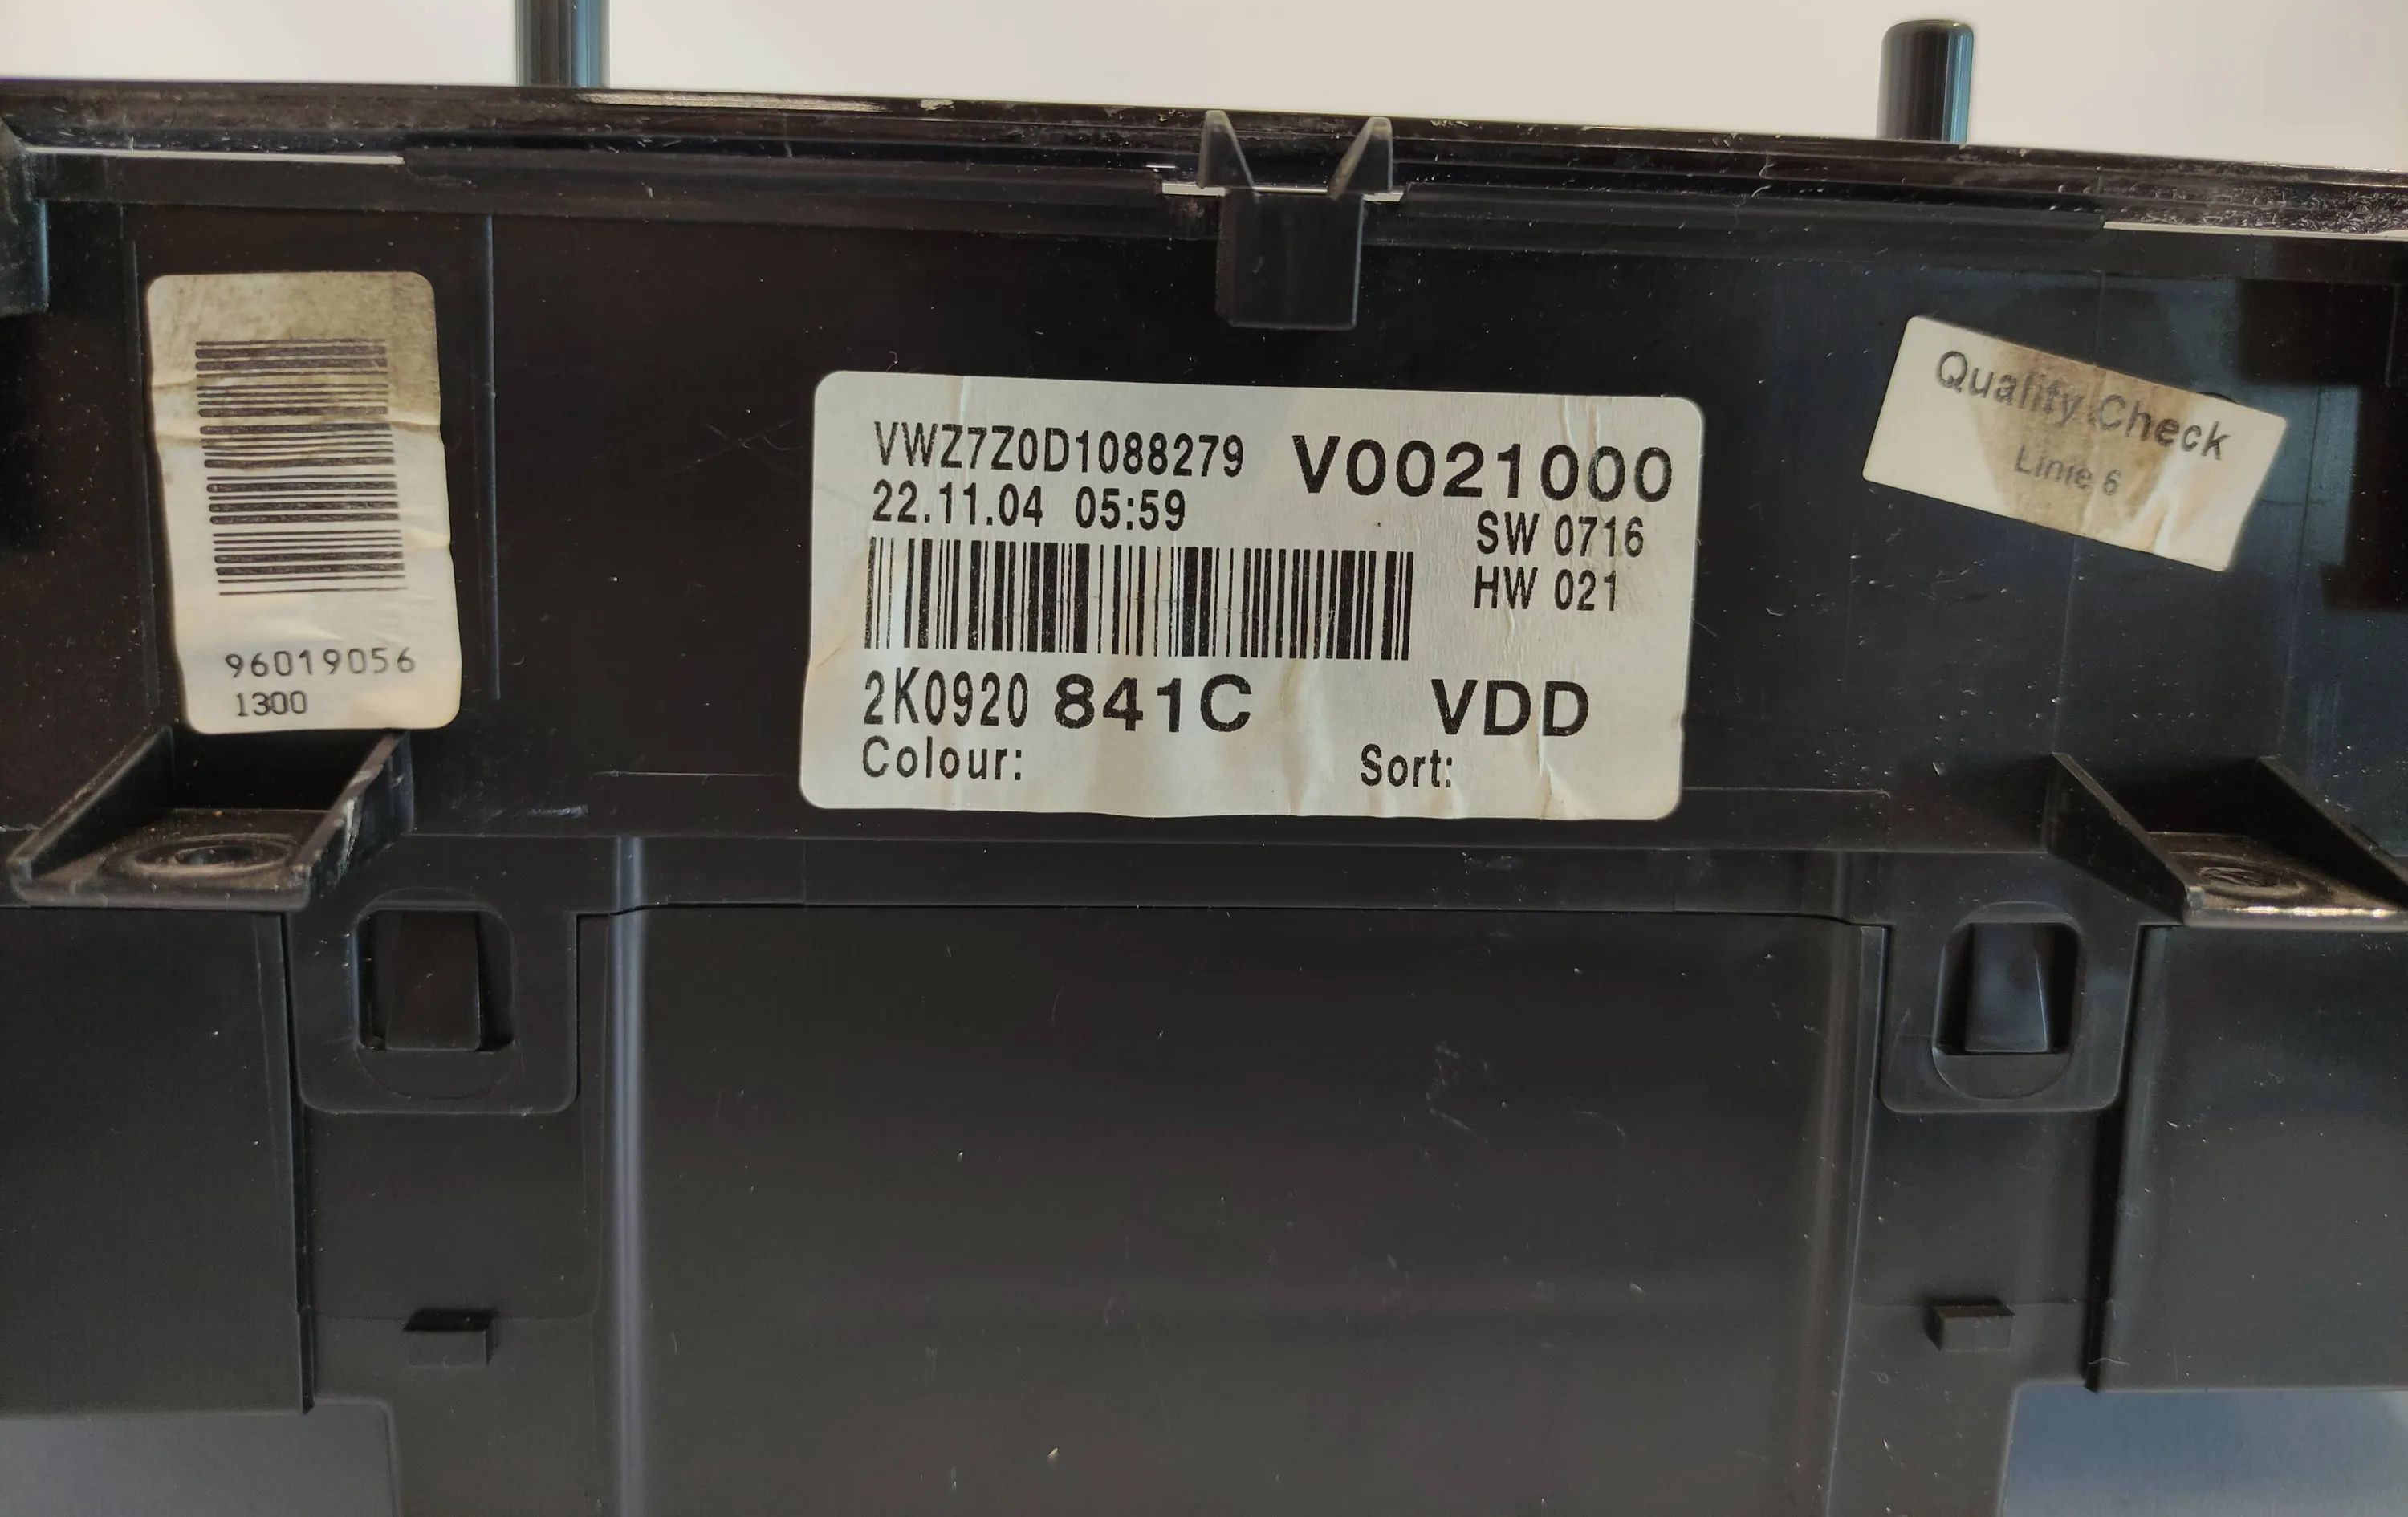 96019056
1300
VWZ7Z0D1088279 V0021000
22.11.04 05:59
SW 0716
HW 021
2K0920 841C VDD
Colour: Sort:
Quality Check
Linie 6